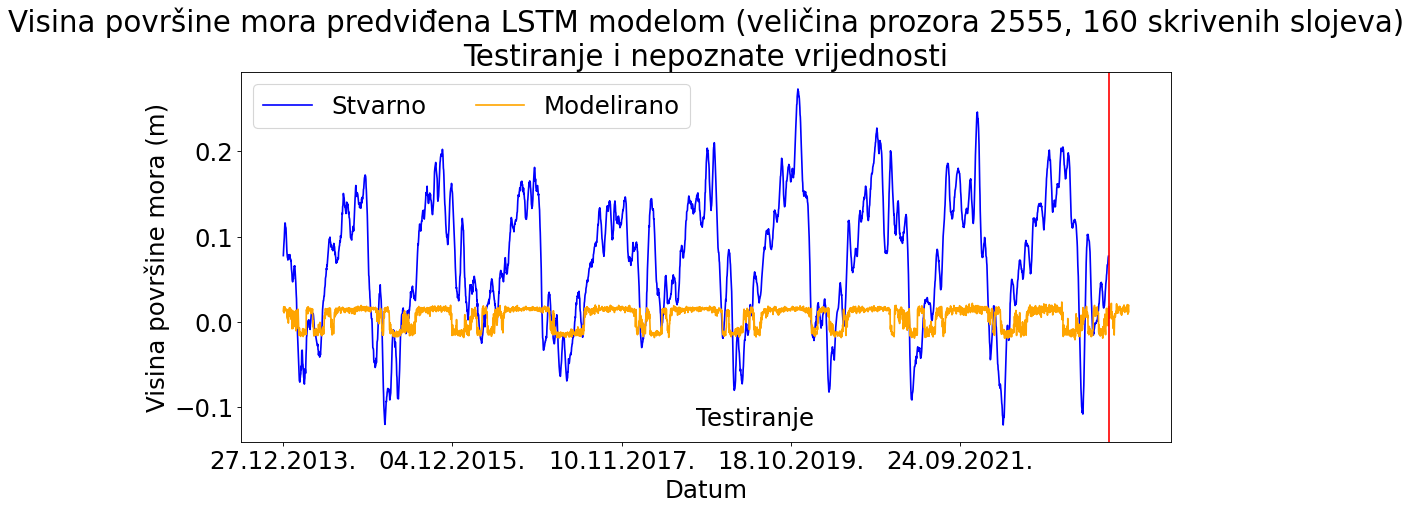 Visina površine mora predviđena LSTM modelom (veličina prozora 2555, 160 skrivenih slojeva)
Testiranje i nepoznate vrijednosti
Stvarno
Modelirano
Visina površine mora (m)
0.2
0.1
0.0
−0.1
Testiranje
27.12.2013.
04.12.2015.
10.11.2017.
18.10.2019.
24.09.2021.
Datum